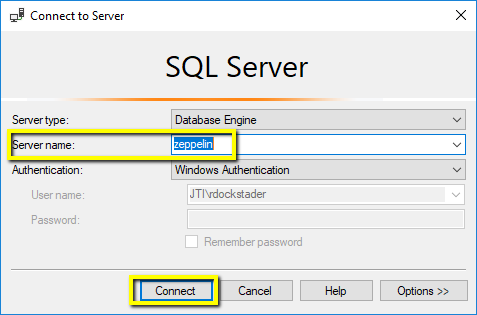 Connect to Server
SQL Server
Server type: Database Engine
Server name: zeppelin
Authentication: Windows Authentication
User name: JTI\rdockstader
Password:
Remember password
Connect Cancel Help Options >>